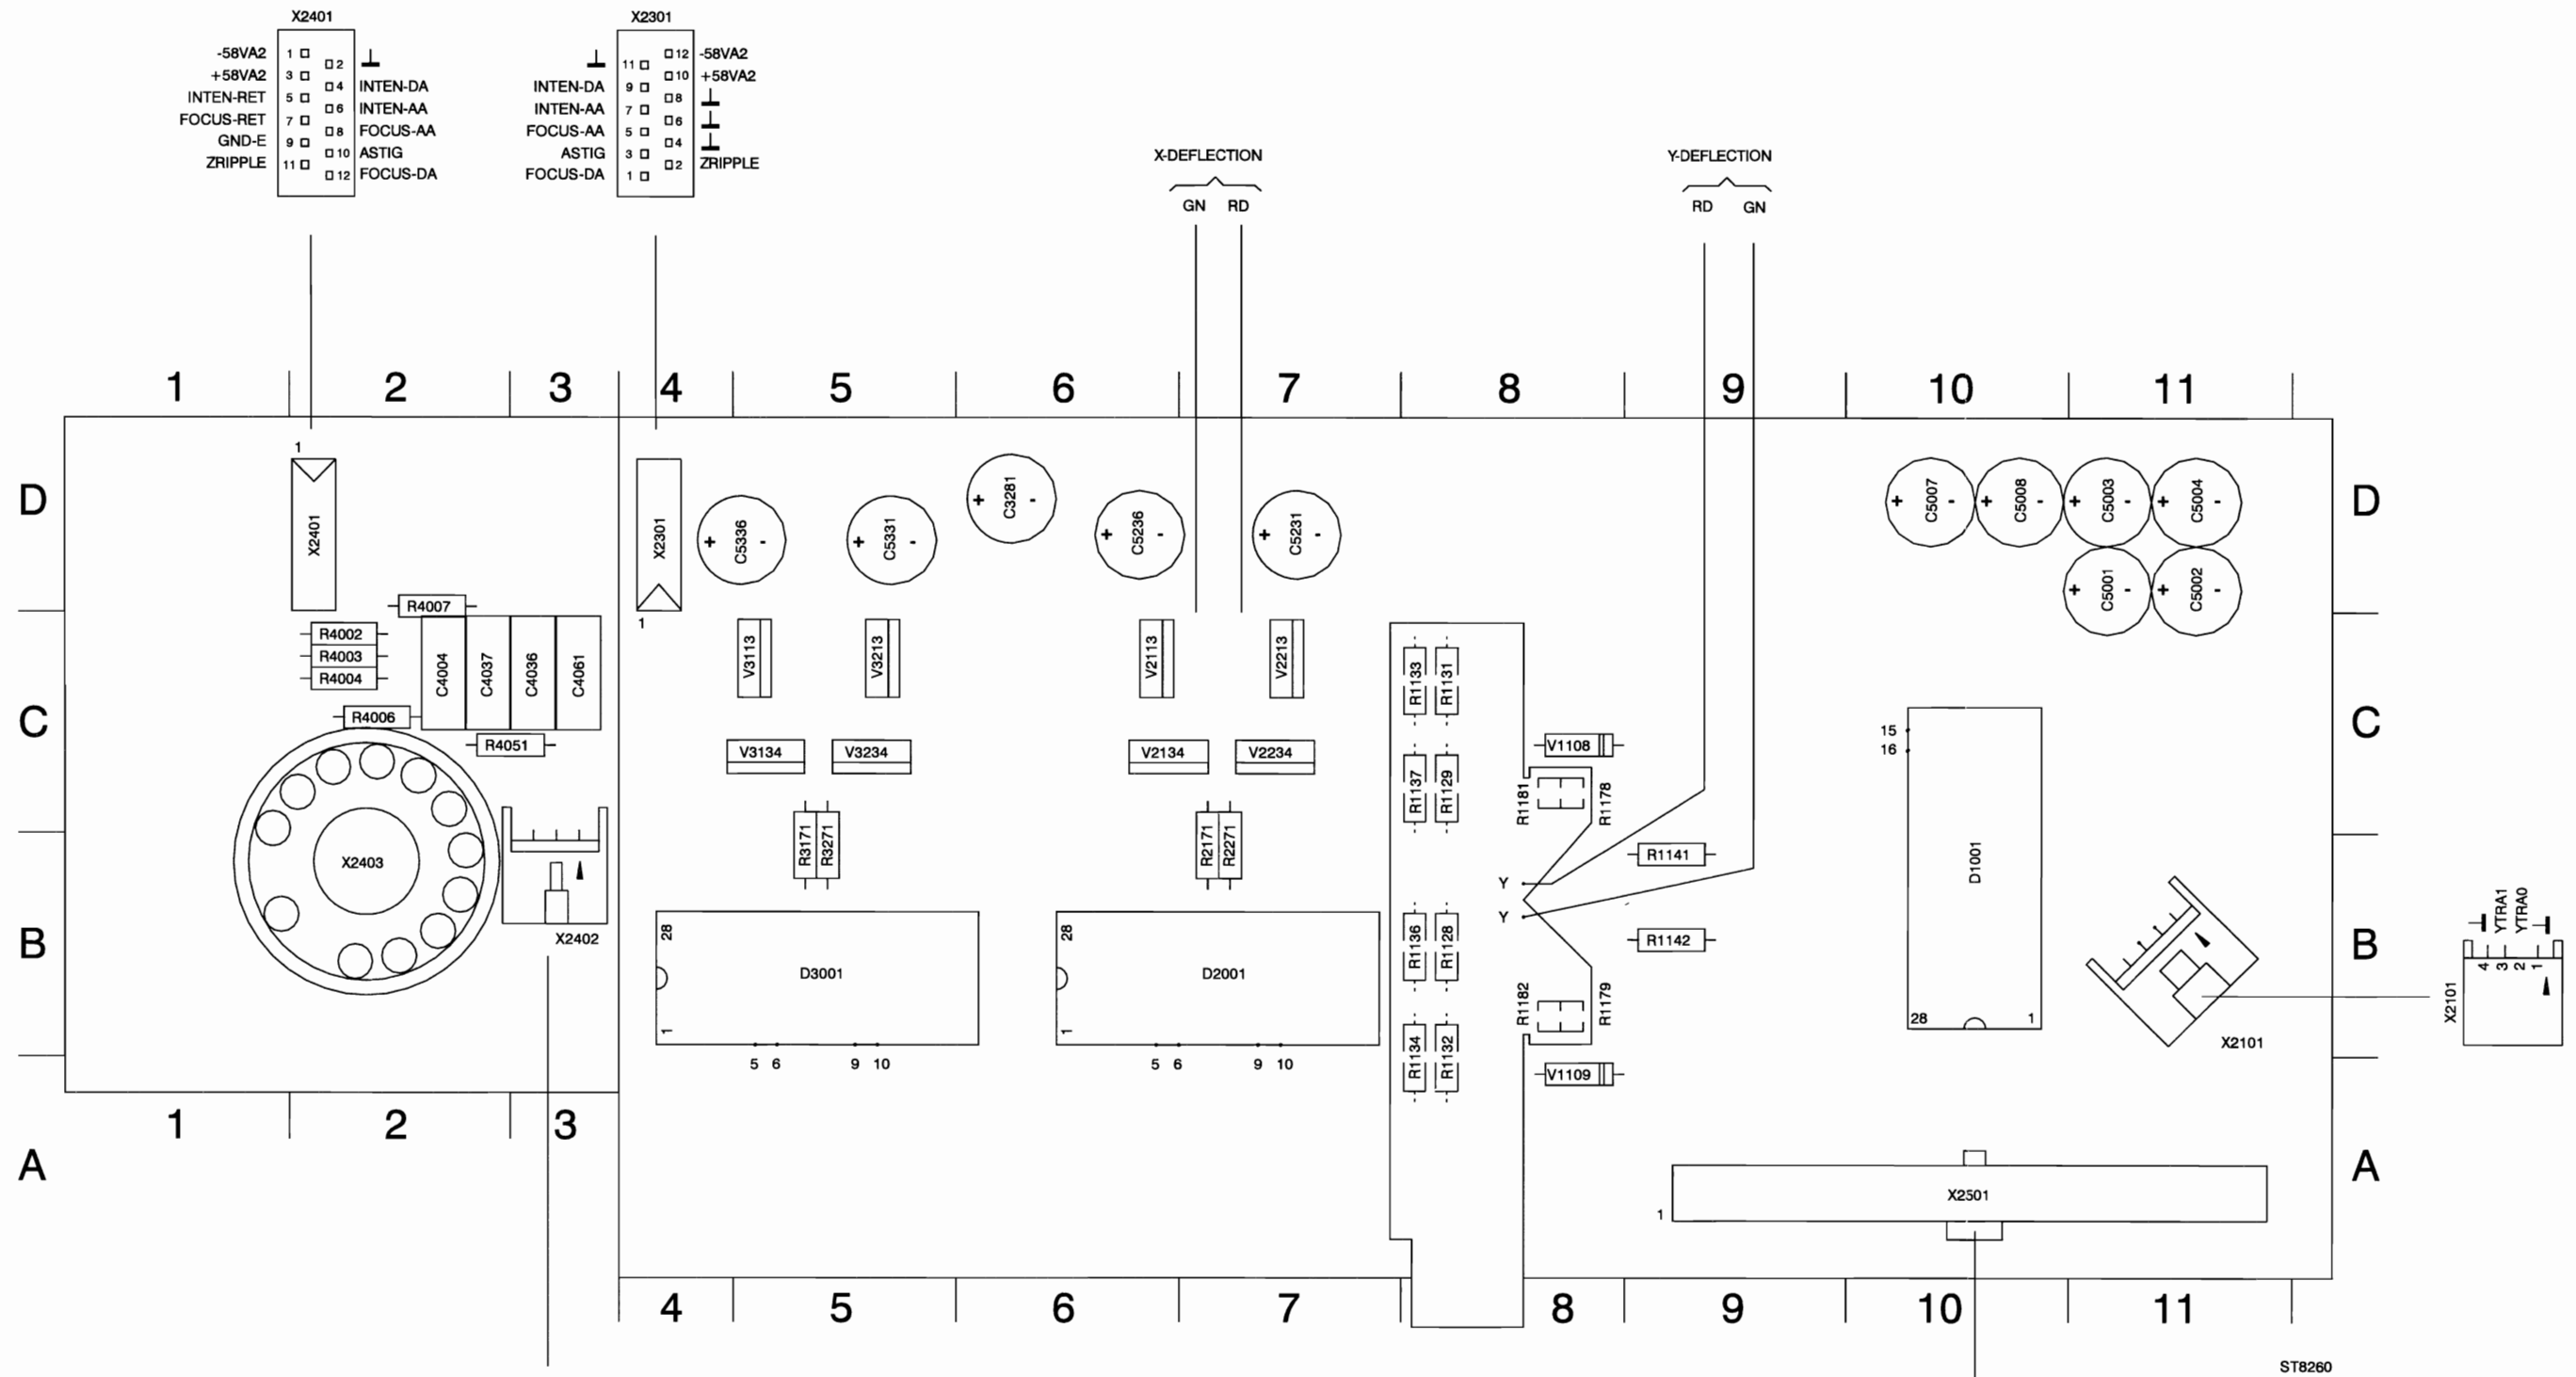 X2401
-58VA2 1
2 ⊥
+58VA2 3
4 INTEN-DA
INTEN-RET 5
6 INTEN-AA
FOCUS-RET 7
8 FOCUS-AA
GND-E 9
10 ASTIG
ZRIPPLE 11
12 FOCUS-DA
X2301
12 -58VA2
⊥ 11
10 +58VA2
INTEN-DA 9
8 ⊥
INTEN-AA 7
6 ⊥
FOCUS-AA 5
4 ⊥
ASTIG 3
2 ZRIPPLE
FOCUS-DA 1
X-DEFLECTION
GN RD
Y-DEFLECTION
RD GN
1 2 3 4 5 6 7 8 9 10 11
D
1
X2401
X2301
1
+ C5336 -
+ C5331 -
+ C3281 -
+ C5236 -
+ C5231 -
+ C5007 -
+ C5008 -
+ C5003 -
+ C5004 -
+ C5001 -
+ C5002 -
D
R4007
R4002
R4003
R4004
C4004
C4037
C4036
C4061
C
R4006
R4051
V3113
V3213
V2113
V2213
V3134
V3234
V2134
V2234
R1133
R1131
R1137
R1129
V1108
R1181
R1178
15
16
C
X2403
R3171
R3271
R2171
R2271
R1141
D1001
Y
Y
B
X2402
28
D3001
1
5 6 9 10
28
D2001
1
5 6 9 10
R1136
R1128
R1142
R1182
R1179
R1134
R1132
V1109
28 1
X2101
B
⊥ YTRA1 YTRA0 ⊥
4 3 2 1
X2101
1 2 3
A
X2501
1
A
4 5 6 7 8 9 10 11
ST8260